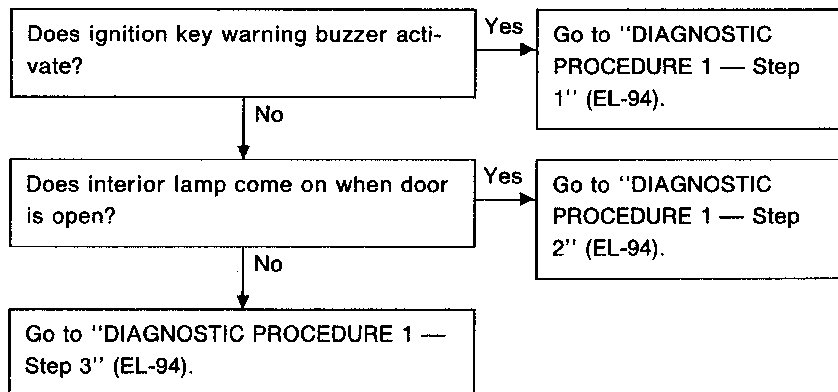 Does ignition key warning buzzer acti-
vate?
Yes
Go to "DIAGNOSTIC
PROCEDURE 1 — Step
1" (EL-94).
No
Does interior lamp come on when door
is open?
Yes
Go to "DIAGNOSTIC
PROCEDURE 1 — Step
2" (EL-94).
No
Go to "DIAGNOSTIC PROCEDURE 1 —
Step 3" (EL-94).